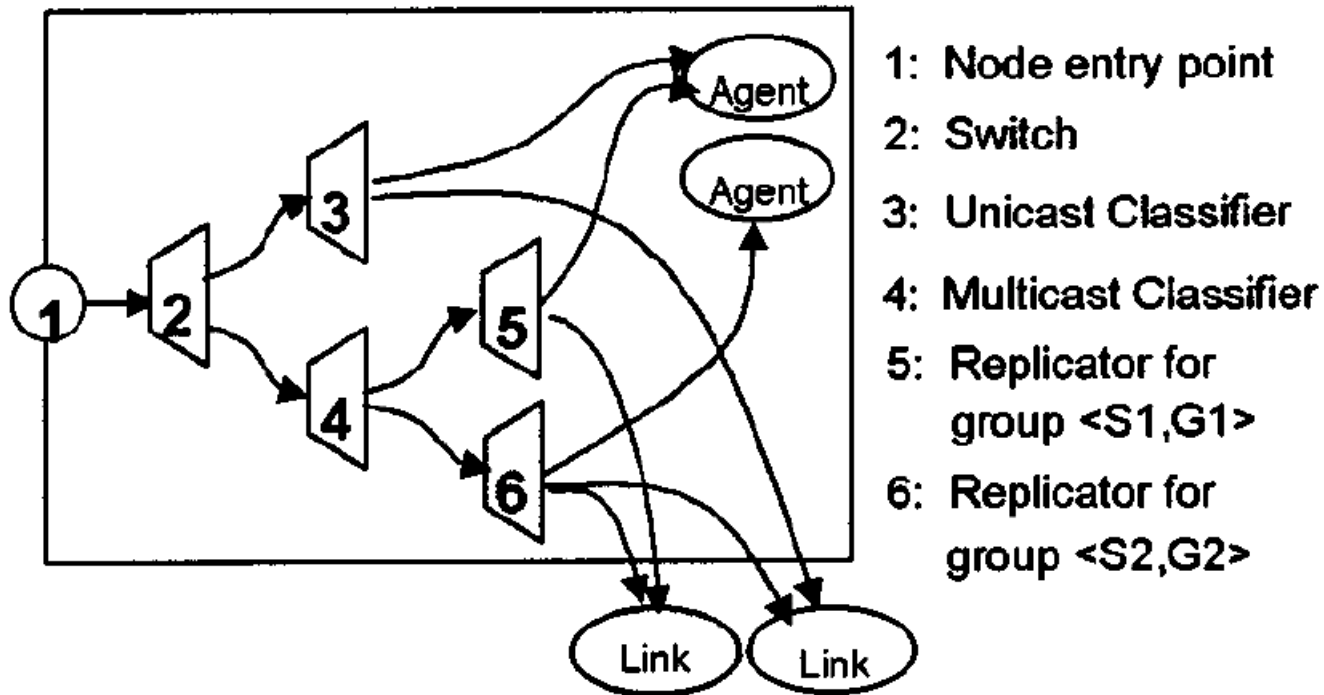 Agent
1: Node entry point
2: Switch
Agent
3
3: Unicast Classifier
1
2
5
4: Multicast Classifier
4
5: Replicator for
group <S1,G1>
6
6: Replicator for
group <S2,G2>
Link
Link